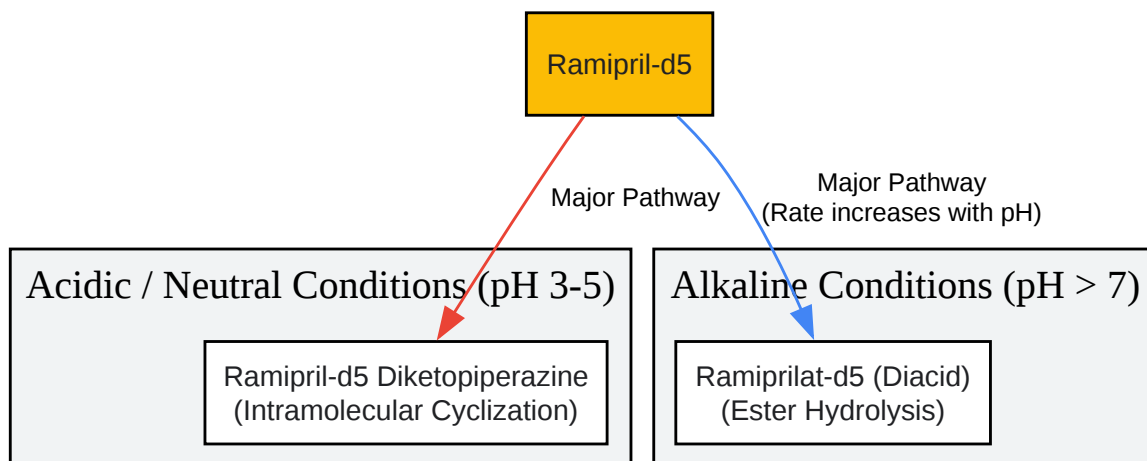 Ramipril-d5
Major Pathway
Major Pathway
(Rate increases with pH)
Acidic / Neutral Conditions (pH 3-5)
Ramipril-d5 Diketopiperazine
(Intramolecular Cyclization)
Alkaline Conditions (pH > 7)
Ramiprilat-d5 (Diacid)
(Ester Hydrolysis)